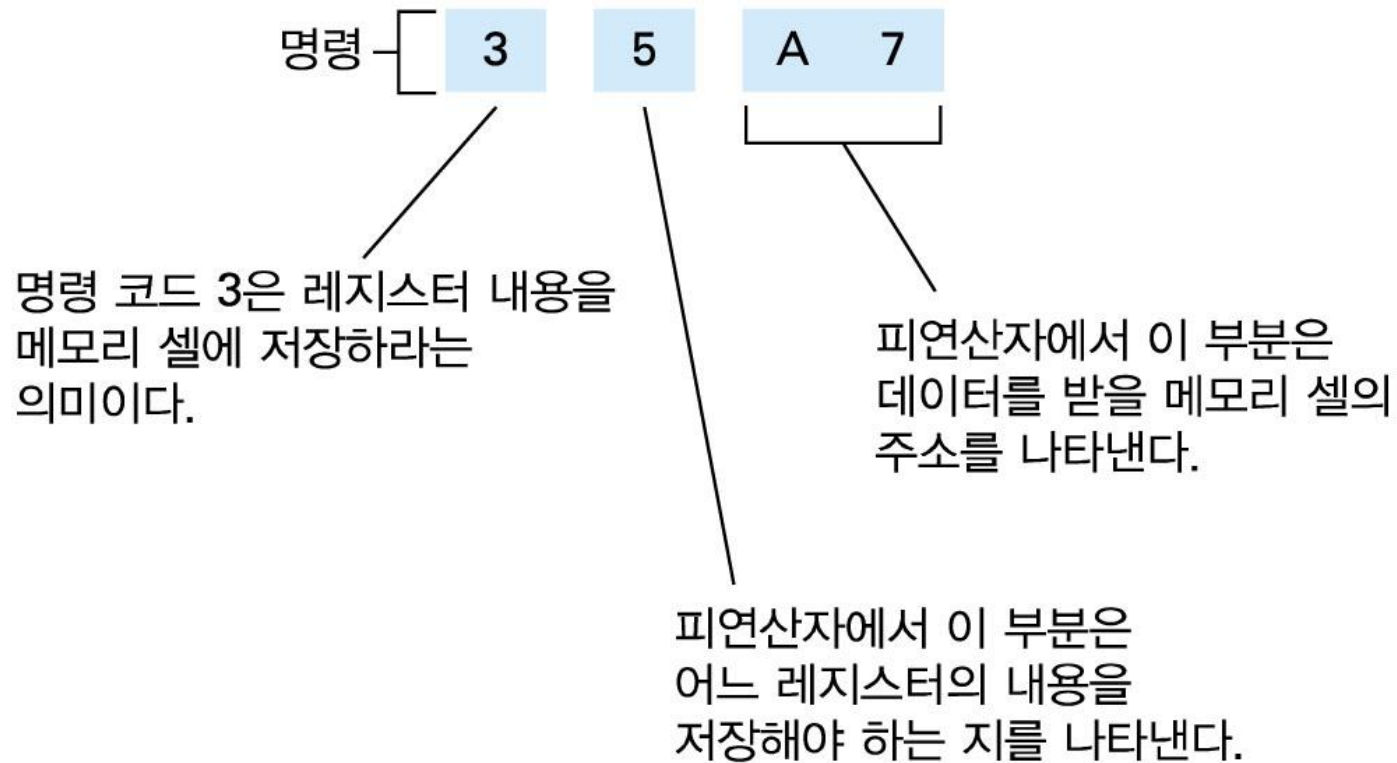 명령 3 5 A 7
명령 코드 3은 레지스터 내용을
메모리 셀에 저장하라는
의미이다.
피연산자에서 이 부분은
데이터를 받을 메모리 셀의
주소를 나타낸다.
피연산자에서 이 부분은
어느 레지스터의 내용을
저장해야 하는 지를 나타낸다.